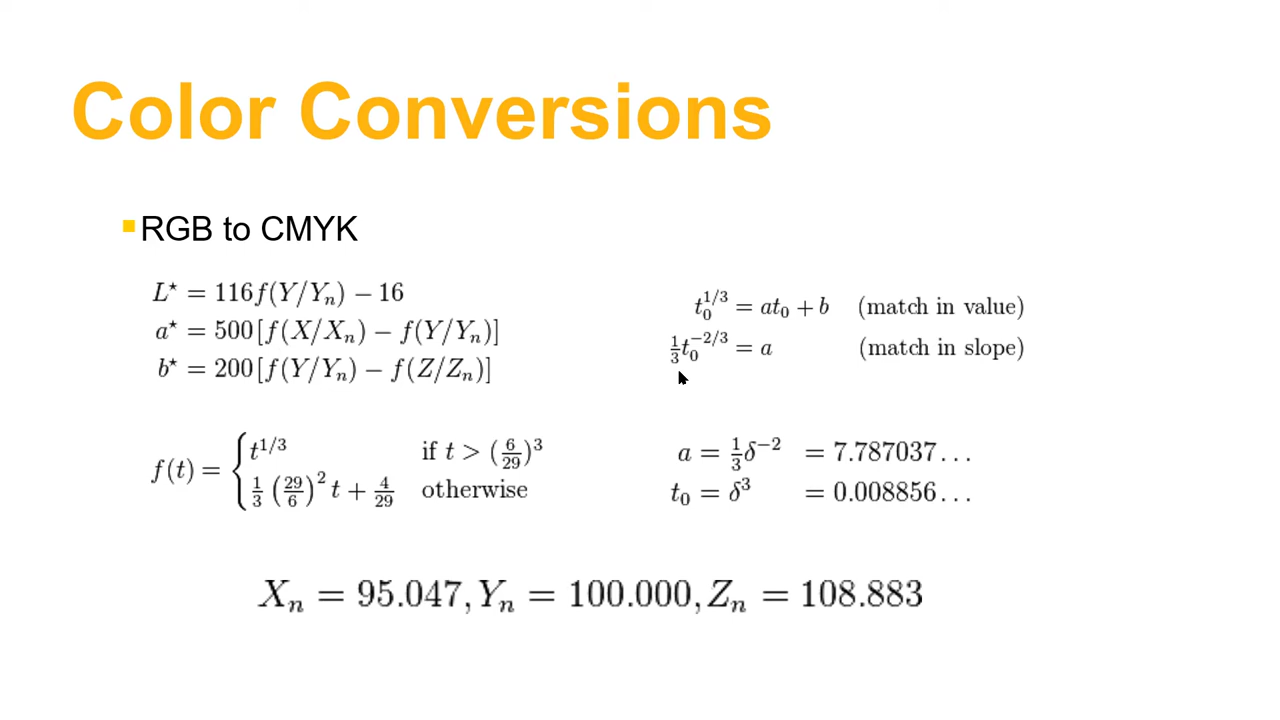 Color Conversions
RGB to CMYK
L⋆ = 116f(Y/Yₙ) − 16
a⋆ = 500[f(X/Xₙ) − f(Y/Yₙ)]
b⋆ = 200[f(Y/Yₙ) − f(Z/Zₙ)]
t₀^{1/3} = at₀ + b (match in value)
1/3 t₀^{−2/3} = a (match in slope)
f(t) = { t^{1/3} if t > (6/29)³
1/3 (29/6)² t + 4/29 otherwise
a = 1/3 δ^{−2} = 7.787037...
t₀ = δ³ = 0.008856...
Xₙ = 95.047, Yₙ = 100.000, Zₙ = 108.883